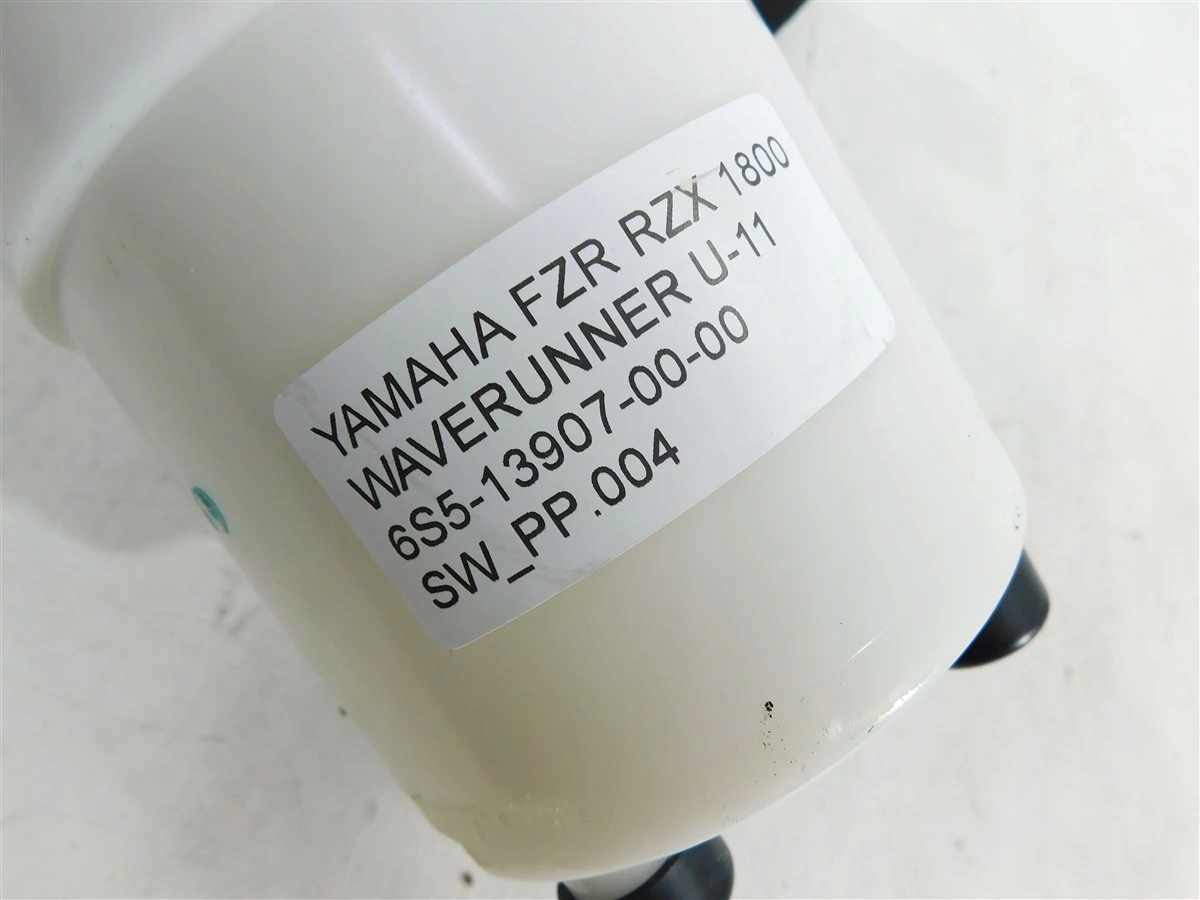 YAMAHA FZR RZX 1800
WAVERUNNER U-11
6S5-13907-00-00
SW_PP.004